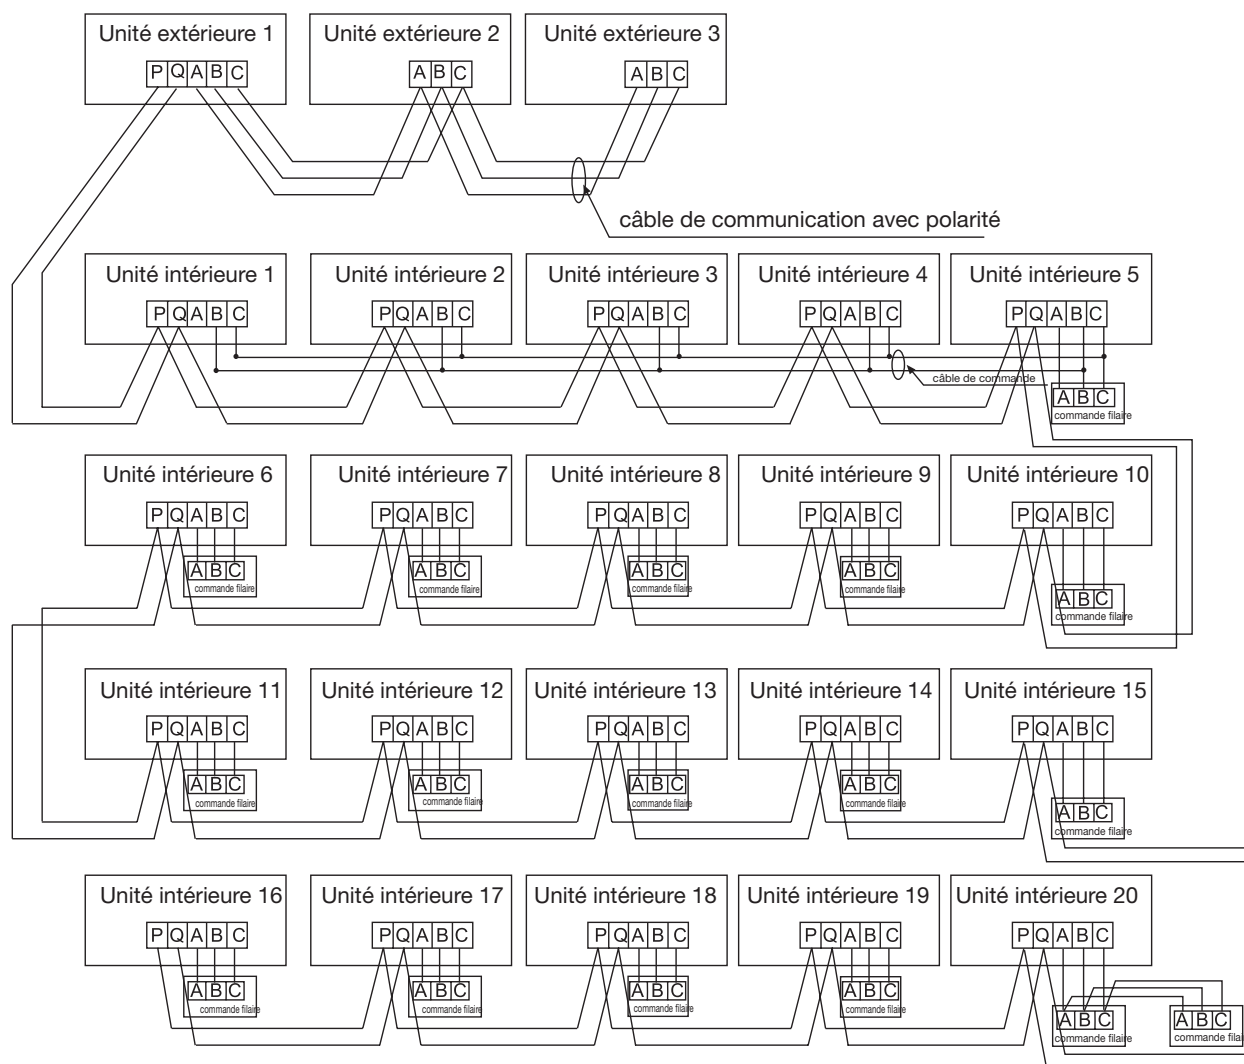 Unité extérieure 1 Unité extérieure 2 Unité extérieure 3
P Q A B C A B C A B C
câble de communication avec polarité
Unité intérieure 1 Unité intérieure 2 Unité intérieure 3 Unité intérieure 4 Unité intérieure 5
P Q A B C P Q A B C P Q A B C P Q A B C P Q A B C
câble de commande
A B C
commande filaire
Unité intérieure 6 Unité intérieure 7 Unité intérieure 8 Unité intérieure 9 Unité intérieure 10
P Q A B C P Q A B C P Q A B C P Q A B C P Q A B C
A B C A B C A B C A B C A B C
commande filaire commande filaire commande filaire commande filaire commande filaire
Unité intérieure 11 Unité intérieure 12 Unité intérieure 13 Unité intérieure 14 Unité intérieure 15
P Q A B C P Q A B C P Q A B C P Q A B C P Q A B C
A B C A B C A B C A B C A B C
commande filaire commande filaire commande filaire commande filaire commande filaire
Unité intérieure 16 Unité intérieure 17 Unité intérieure 18 Unité intérieure 19 Unité intérieure 20
P Q A B C P Q A B C P Q A B C P Q A B C P Q A B C
A B C A B C A B C A B C A B C A B C
commande filaire commande filaire commande filaire commande filaire commande filaire commande filai